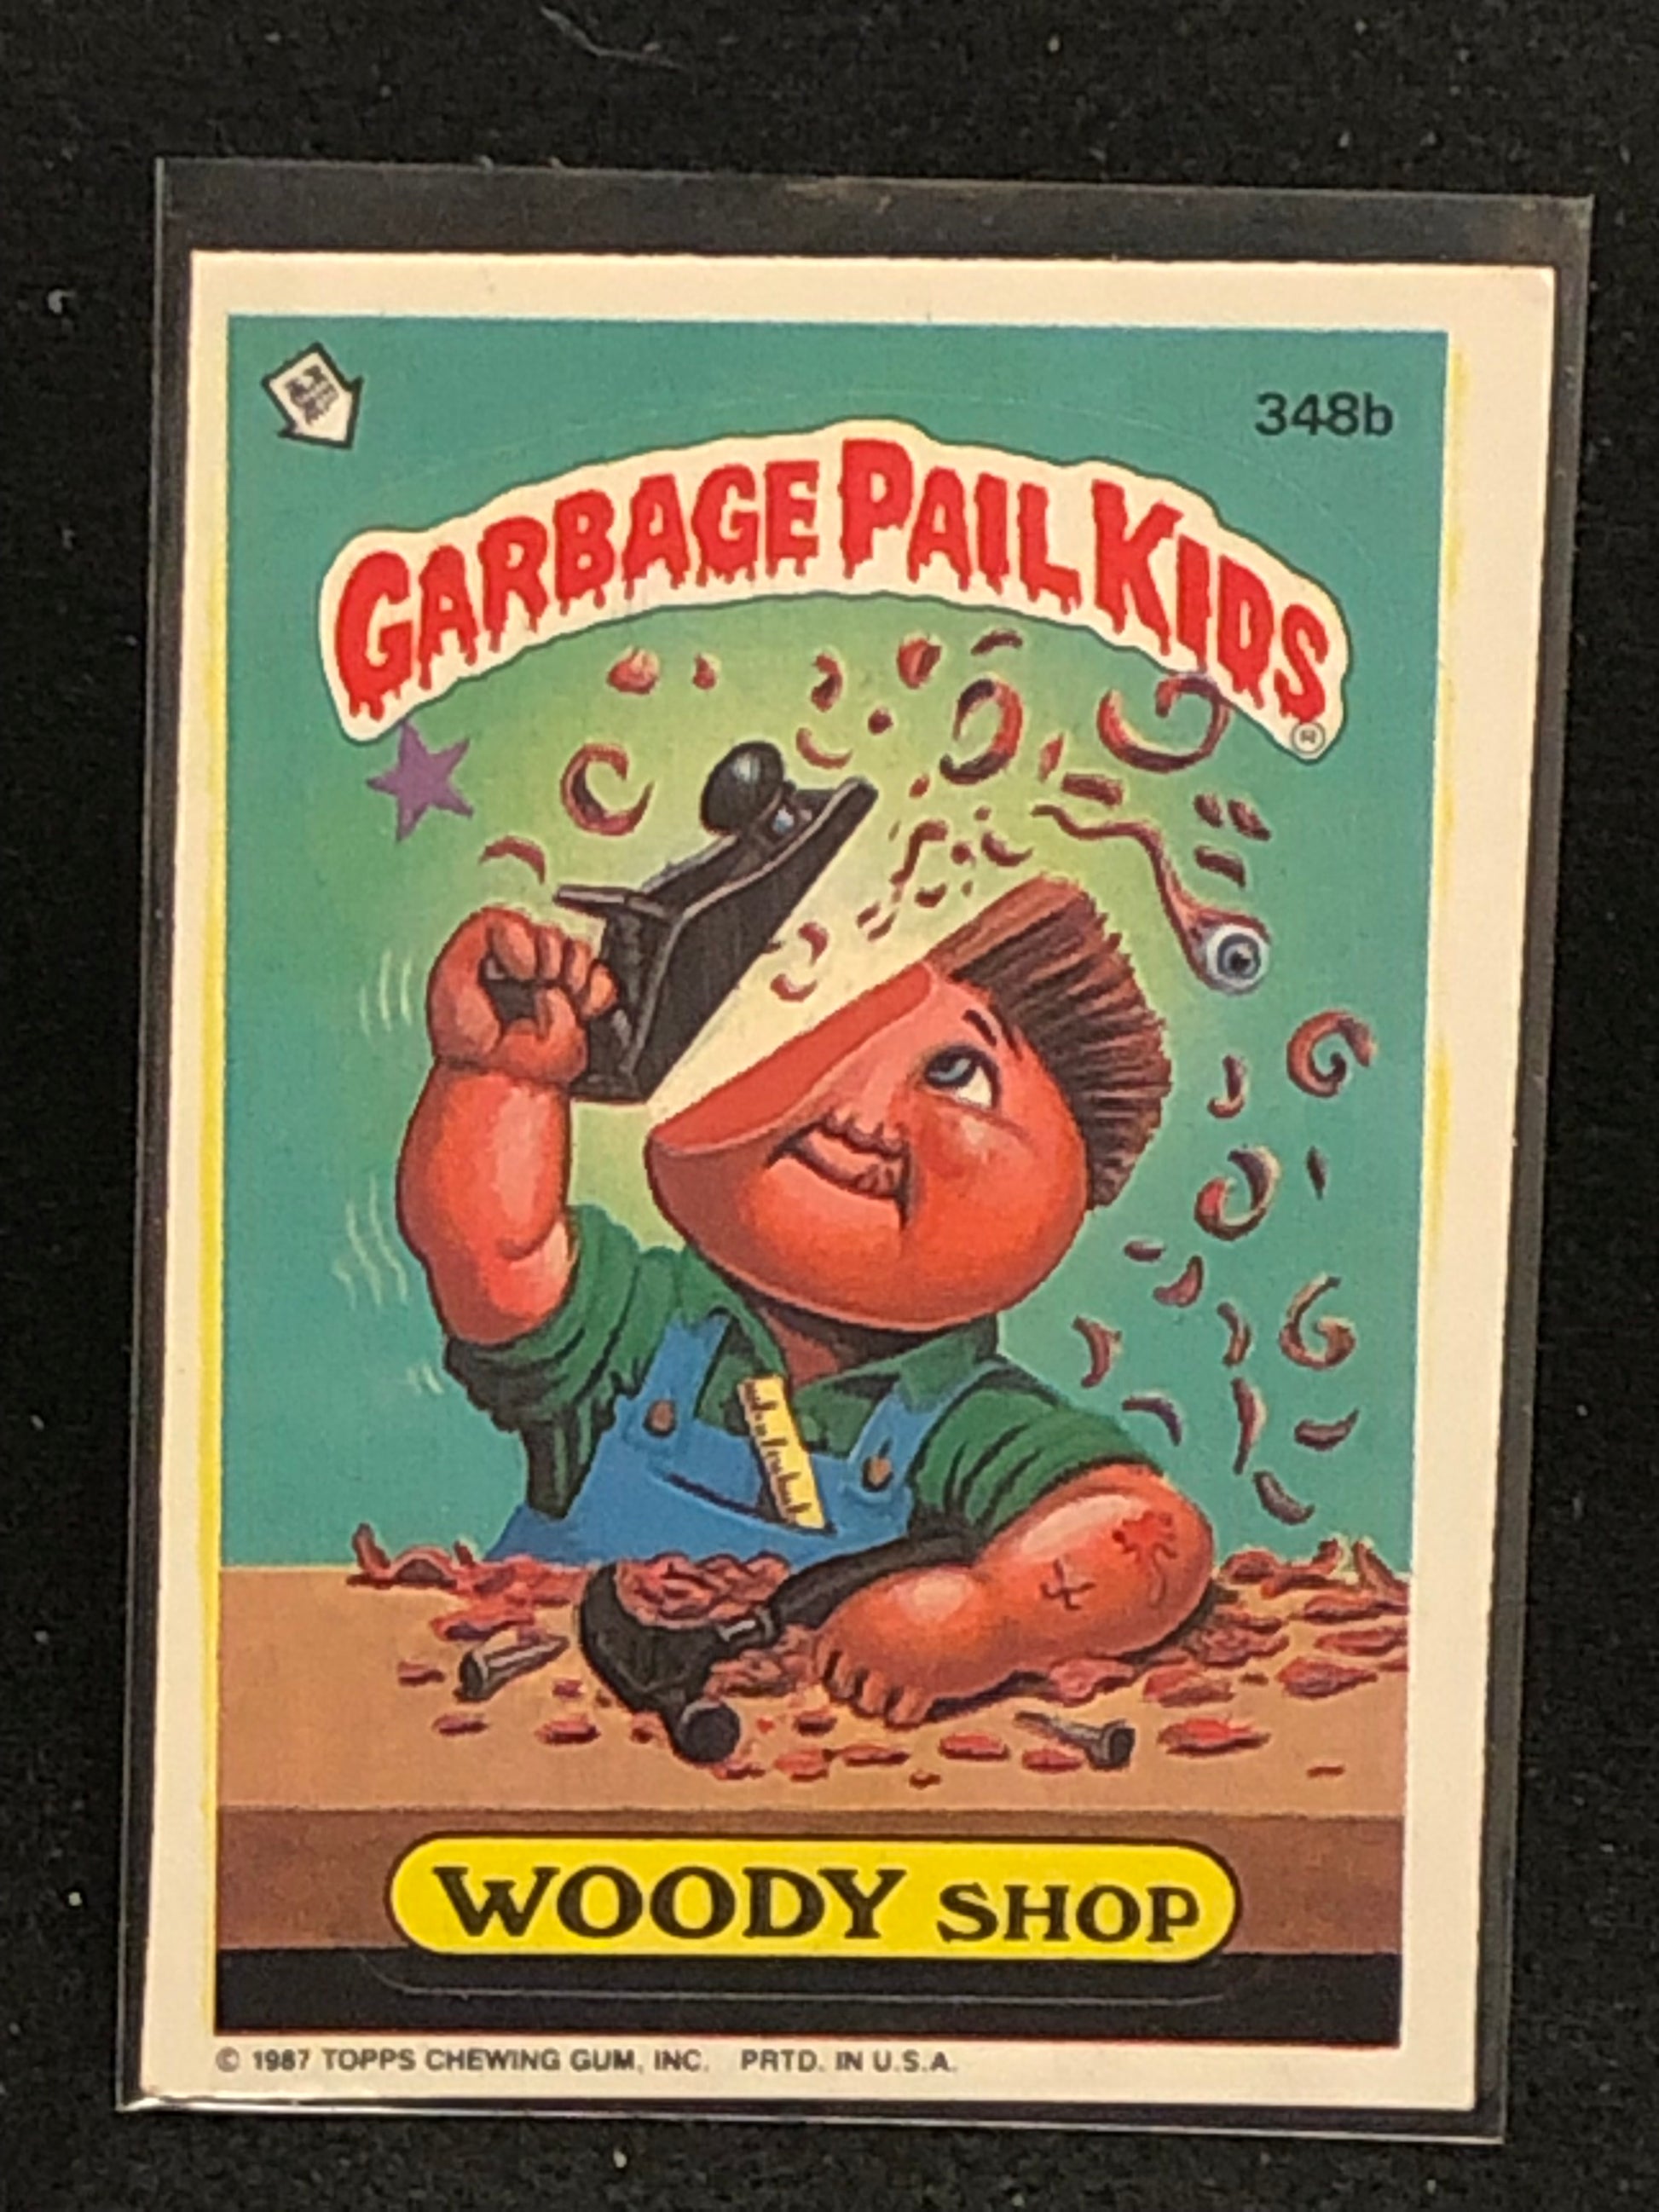 348b
GARBAGE PAIL KIDS
®
WOODY SHOP
© 1987 TOPPS CHEWING GUM, INC. PRTD. IN U.S.A.